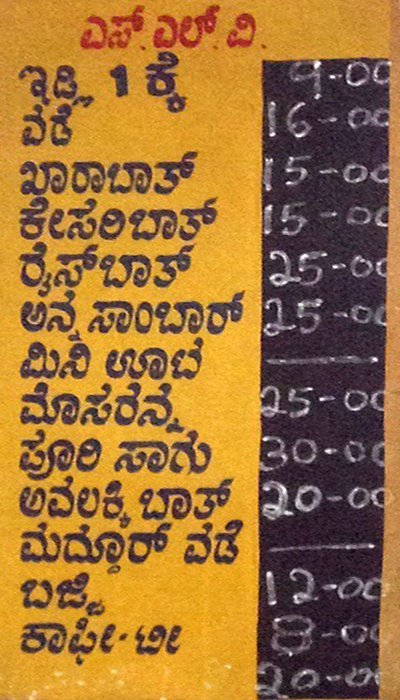 ಎಸ್.ಎಲ್.ವಿ.
ಇಡ್ಲಿ 1 ಕ್ಕೆ 9-00
ವಡೆ 16-00
ಖಾರಾಬಾತ್ 15-00
ಕೇಸರಿಬಾತ್ 15-00
ರೈಸ್‌ಬಾತ್ 25-00
ಅನ್ನ ಸಾಂಬಾರ್ 25-00
ಮಿನಿ ಊಟ —
ಮೊಸರನ್ನ 25-00
ಪೂರಿ ಸಾಗು 30-00
ಅವಲಕ್ಕಿ ಬಾತ್ 20-00
ಮದ್ದೂರ್ ವಡೆ —
ಬಜ್ಜಿ 12-00
ಕಾಫೀ-ಟೀ 8-00
20-00